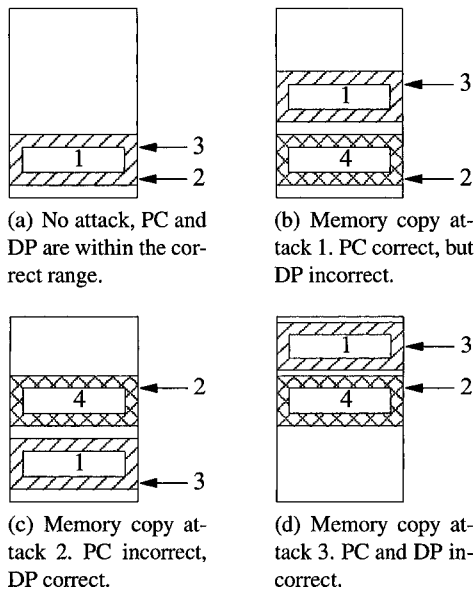 1
3
2
(a) No attack, PC and
DP are within the cor-
rect range.
1
3
4
2
(b) Memory copy at-
tack 1. PC correct, but
DP incorrect.
4
2
1
3
(c) Memory copy at-
tack 2. PC incorrect,
DP correct.
1
3
4
2
(d) Memory copy at-
tack 3. PC and DP in-
correct.